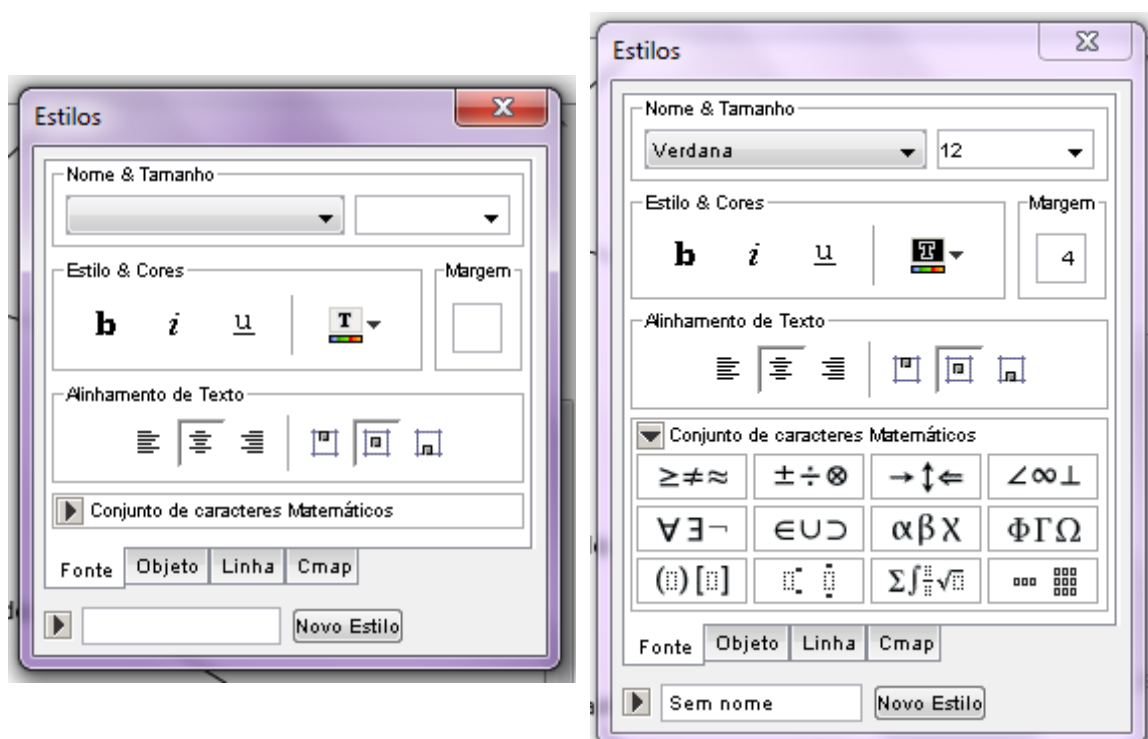 Estilos
Nome & Tamanho
Estilo & Cores
Margem
b i u T
Alinhamento de Texto
Conjunto de caracteres Matemáticos
Fonte Objeto Linha Cmap
Novo Estilo
Estilos
Nome & Tamanho
Verdana 12
Estilo & Cores
Margem
b i u T
4
Alinhamento de Texto
Conjunto de caracteres Matemáticos
≥≠≈ ±÷⊗ →↕⇐ ∠∞⊥
∀∃¬ ∈∪⊃ αβχ ΦΓΩ
Σ∫√
Fonte Objeto Linha Cmap
Sem nome Novo Estilo